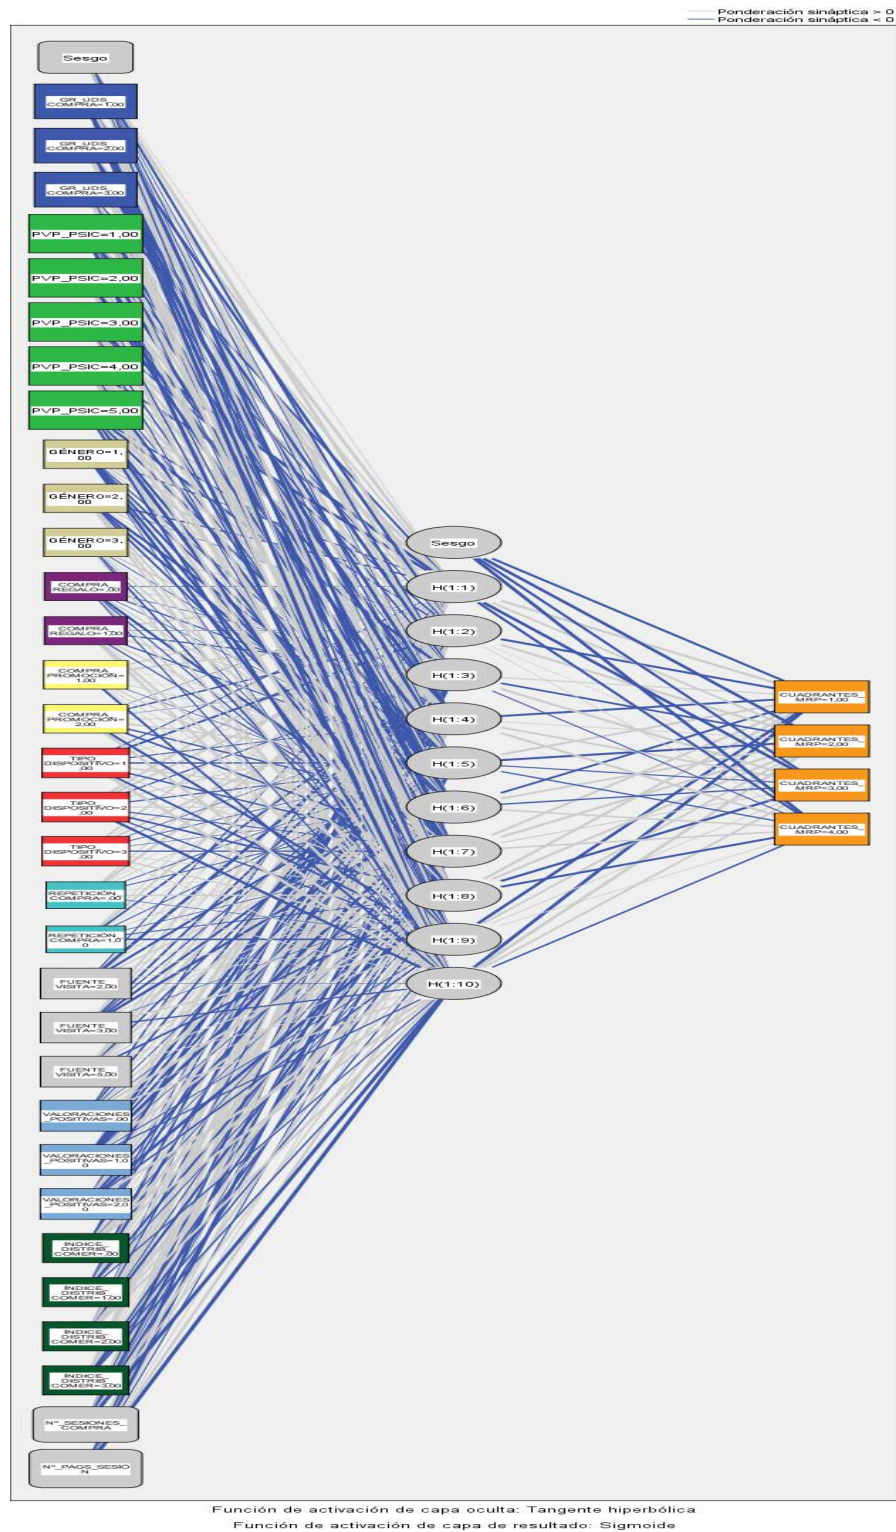 Ponderación sináptica > 0
Ponderación sináptica < 0
Sesgo
GR_UDS_
COMPRA=1,00
GR_UDS_
COMPRA=2,00
GR_UDS_
COMPRA=3,00
PVP_PSIC=1,00
PVP_PSIC=2,00
PVP_PSIC=3,00
PVP_PSIC=4,00
PVP_PSIC=5,00
GÉNERO=1,
00
GÉNERO=2,
00
GÉNERO=3,
00
COMPRA_
REGALO=,00
COMPRA_
REGALO=1,00
COMPRA_
PROMOCIÓN=
1,00
COMPRA_
PROMOCIÓN=
2,00
TIPO_
DISPOSITIVO=1
,00
TIPO_
DISPOSITIVO=2
,00
TIPO_
DISPOSITIVO=3
,00
REPETICIÓN_
COMPRA=,00
REPETICIÓN_
COMPRA=1,0
0
FUENTE_
VISITA=2,00
FUENTE_
VISITA=3,00
FUENTE_
VISITA=5,00
VALORACIONES
_POSITIVAS=,00
VALORACIONES
_POSITIVAS=1,0
0
VALORACIONES
_POSITIVAS=2,0
0
ÍNDICE_
DISTRIB_
COMER=,00
ÍNDICE_
DISTRIB_
COMER=1,00
ÍNDICE_
DISTRIB_
COMER=2,00
ÍNDICE_
DISTRIB_
COMER=3,00
Nº_SESIONES_
COMPRA
Nº_PAGS_SESIÓ
N
Sesgo
H(1:1)
H(1:2)
H(1:3)
H(1:4)
H(1:5)
H(1:6)
H(1:7)
H(1:8)
H(1:9)
H(1:10)
CUADRANTES_
MRP=1,00
CUADRANTES_
MRP=2,00
CUADRANTES_
MRP=3,00
CUADRANTES_
MRP=4,00
Función de activación de capa oculta: Tangente hiperbólica
Función de activación de capa de resultado: Sigmoide